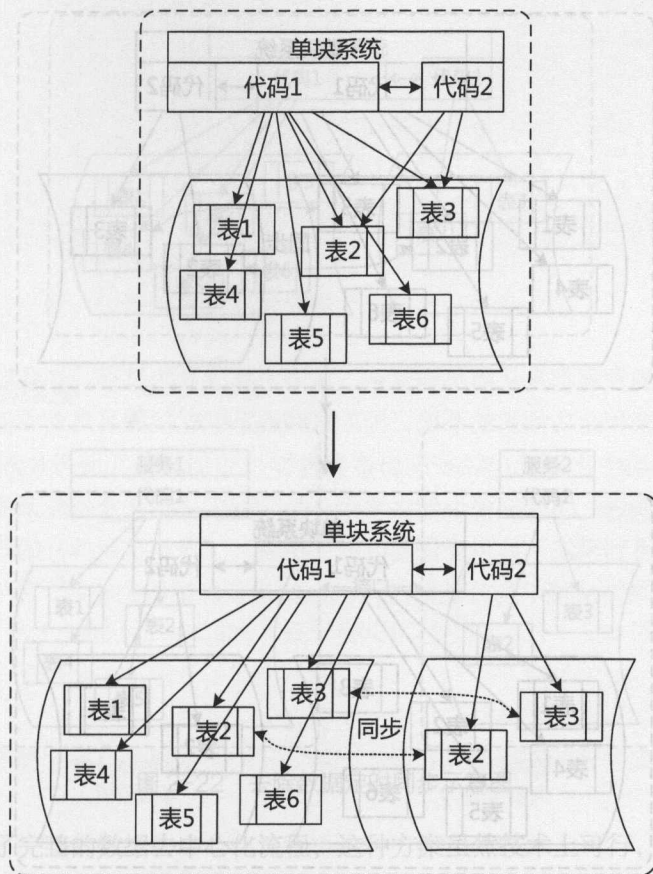 单块系统
代码1 代码2
表1 表2 表3
表4 表5 表6
单块系统
代码1 代码2
表1 表2 表3 同步 表2 表3
表4 表5 表6